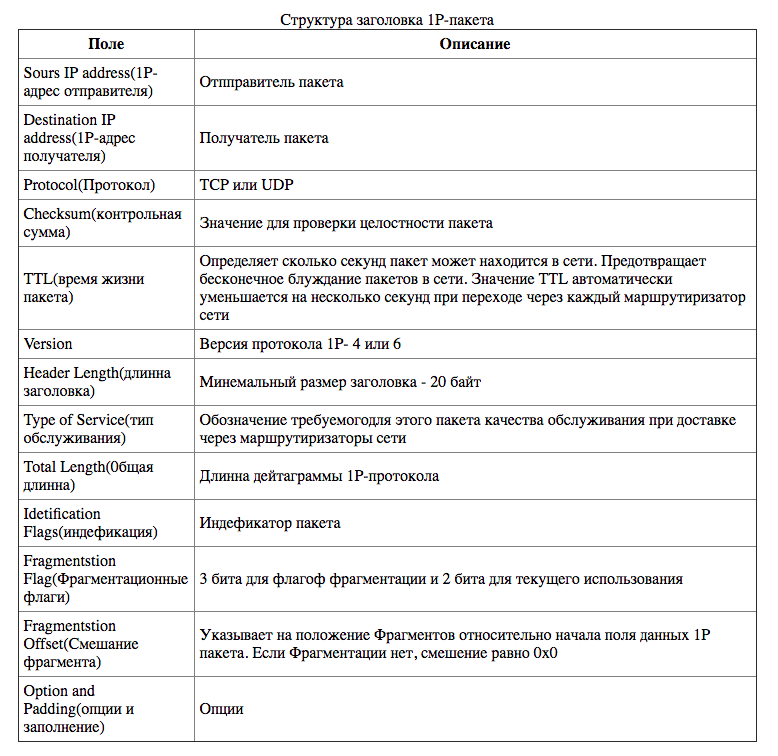 Структура заголовка 1Р-пакета
Поле Описание
Sours IP address(1Р-
адрес отправителя)
Отпправитель пакета
Destination IP
address(1Р-адрес
получателя)
Получатель пакета
Protocol(Протокол)
TCP или UDP
Checksum(контрольная
сумма)
Значение для проверки целостности пакета
TTL(время жизни
пакета)
Определяет сколько секунд пакет может находится в сети. Предотвращает
бесконечное блуждание пакетов в сети. Значение TTL автоматически
уменьшается на несколько секунд при переходе через каждый маршрутиризатор
сети
Version
Версия протокола 1Р- 4 или 6
Header Length(длинна
заголовка)
Минемальный размер заголовка - 20 байт
Type of Service(тип
обслуживания)
Обозначение требуемогодля этого пакета качества обслуживания при доставке
через маршрутиризаторы сети
Total Length(0бщая
длинна)
Длинна дейтаграммы 1Р-протокола
Idetification
Flags(индефикация)
Индефикатор пакета
Fragmentstion
Flag(Фрагментационные
флаги)
3 бита для флагоф фрагментации и 2 бита для текущего использования
Fragmentstion
Offset(Смешание
фрагмента)
Указывает на положение Фрагментов относительно начала поля данных 1Р
пакета. Если Фрагментации нет, смешение равно 0x0
Option and
Padding(опции и
заполнение)
Опции